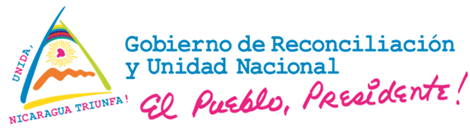 UNIDA,
NICARAGUA TRIUNFA!
Gobierno de Reconciliación
y Unidad Nacional
El Pueblo, Presidente!